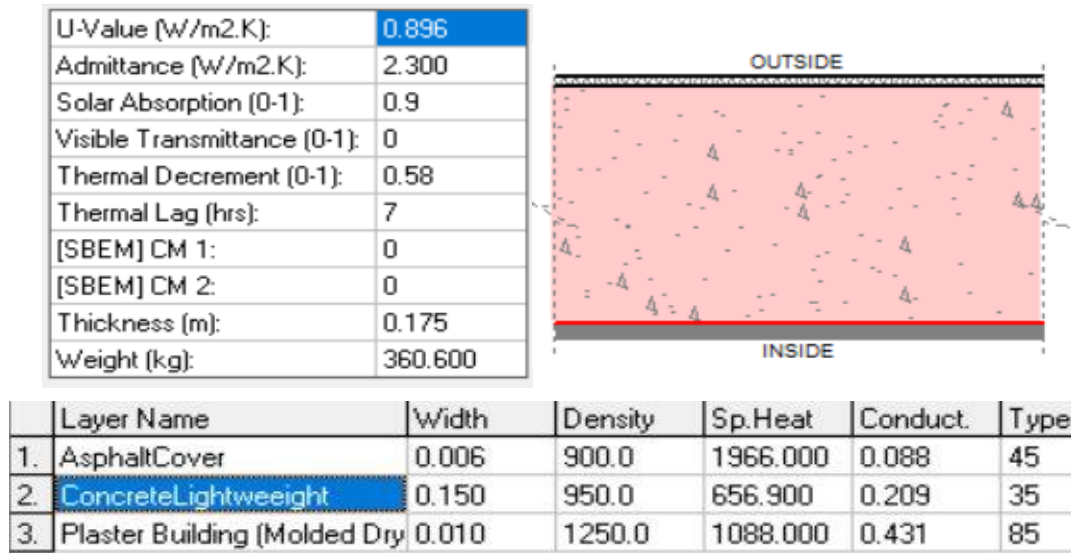 U-Value (W/m2.K): 0.896
Admittance (W/m2.K): 2.300
Solar Absorption (0-1): 0.9
Visible Transmittance (0-1): 0
Thermal Decrement (0-1): 0.58
Thermal Lag (hrs): 7
[SBEM] CM 1: 0
[SBEM] CM 2: 0
Thickness (m): 0.175
Weight (kg): 360.600
OUTSIDE
INSIDE
Layer Name Width Density Sp.Heat Conduct. Type
1. AsphaltCover 0.006 900.0 1966.000 0.088 45
2. ConcreteLightweeight 0.150 950.0 656.900 0.209 35
3. Plaster Building (Molded Dry 0.010 1250.0 1088.000 0.431 85